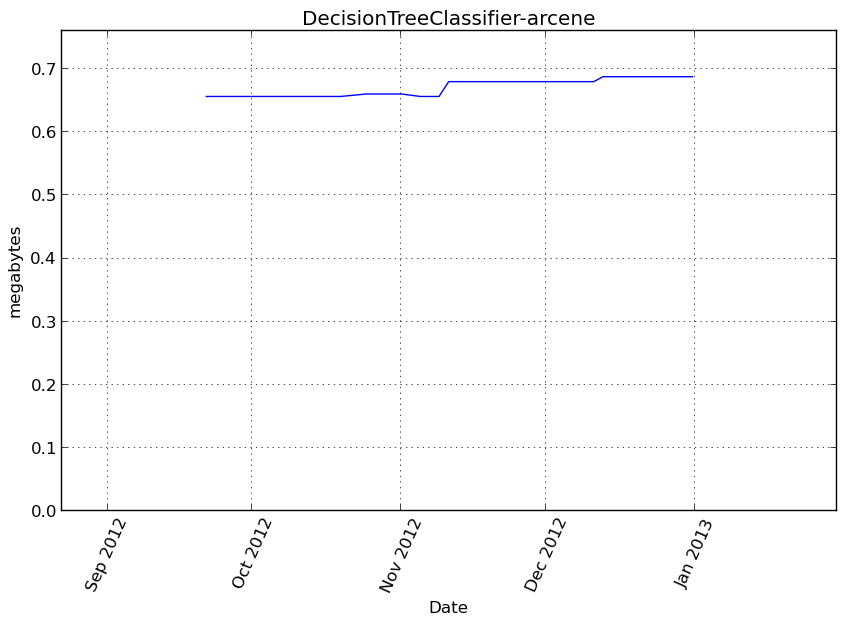 DecisionTreeClassifier-arcene
0.7
0.6
0.5
0.4
0.3
0.2
0.1
0.0
megabytes
Sep 2012
Oct 2012
Nov 2012
Dec 2012
Jan 2013
Date